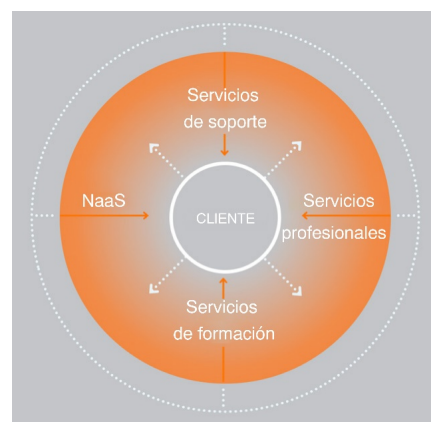 Servicios
de soporte
NaaS
CLIENTE
Servicios
profesionales
Servicios
de formación